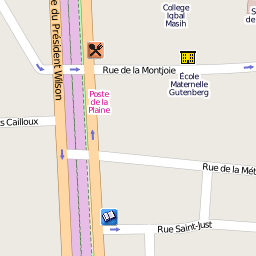 College
Iqbal
Masih
S
de
e du Président Wilson
Rue de la Montjoie
École
Maternelle
Gutenberg
Poste
de la
Plaine
s Cailloux
Rue de la Mét
Rue Saint-Just